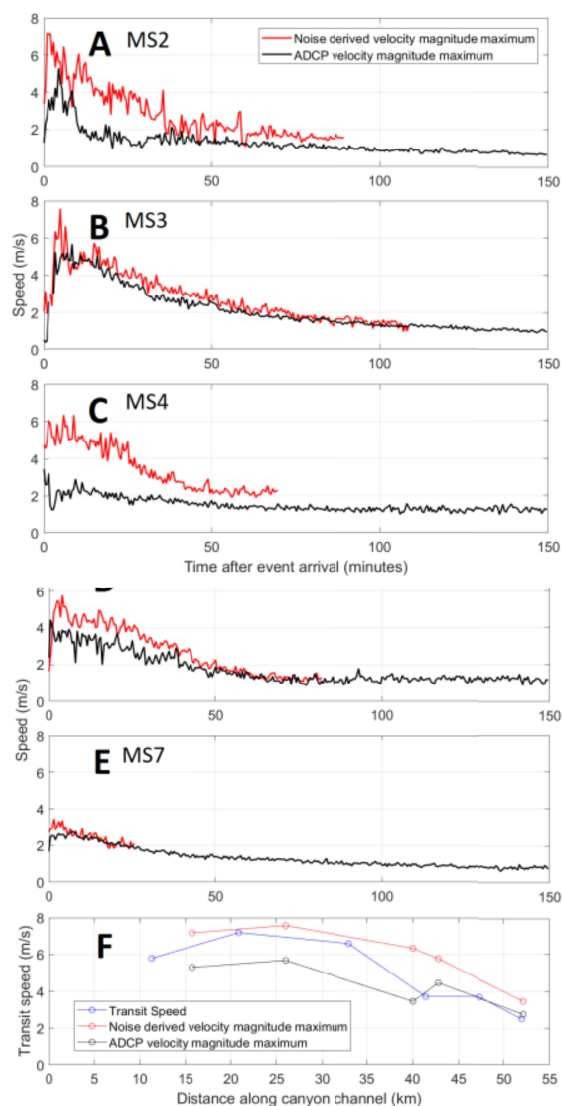 A MS2
Noise derived velocity magnitude maximum
ADCP velocity magnitude maximum
8
6
4
2
0
0 50 100 150
B MS3
8
6
4
2
0
Speed (m/s)
0 50 100 150
C MS4
8
6
4
2
0
0 50 100 150
Time after event arrival (minutes)
6
4
2
0
Speed (m/s)
0 50 100 150
E MS7
8
6
4
2
0
0 50 100 150
F
8
6
4
2
0
Transit speed (m/s)
Transit Speed
Noise derived velocity magnitude maximum
ADCP velocity magnitude maximum
0 5 10 15 20 25 30 35 40 45 50 55
Distance along canyon channel (km)